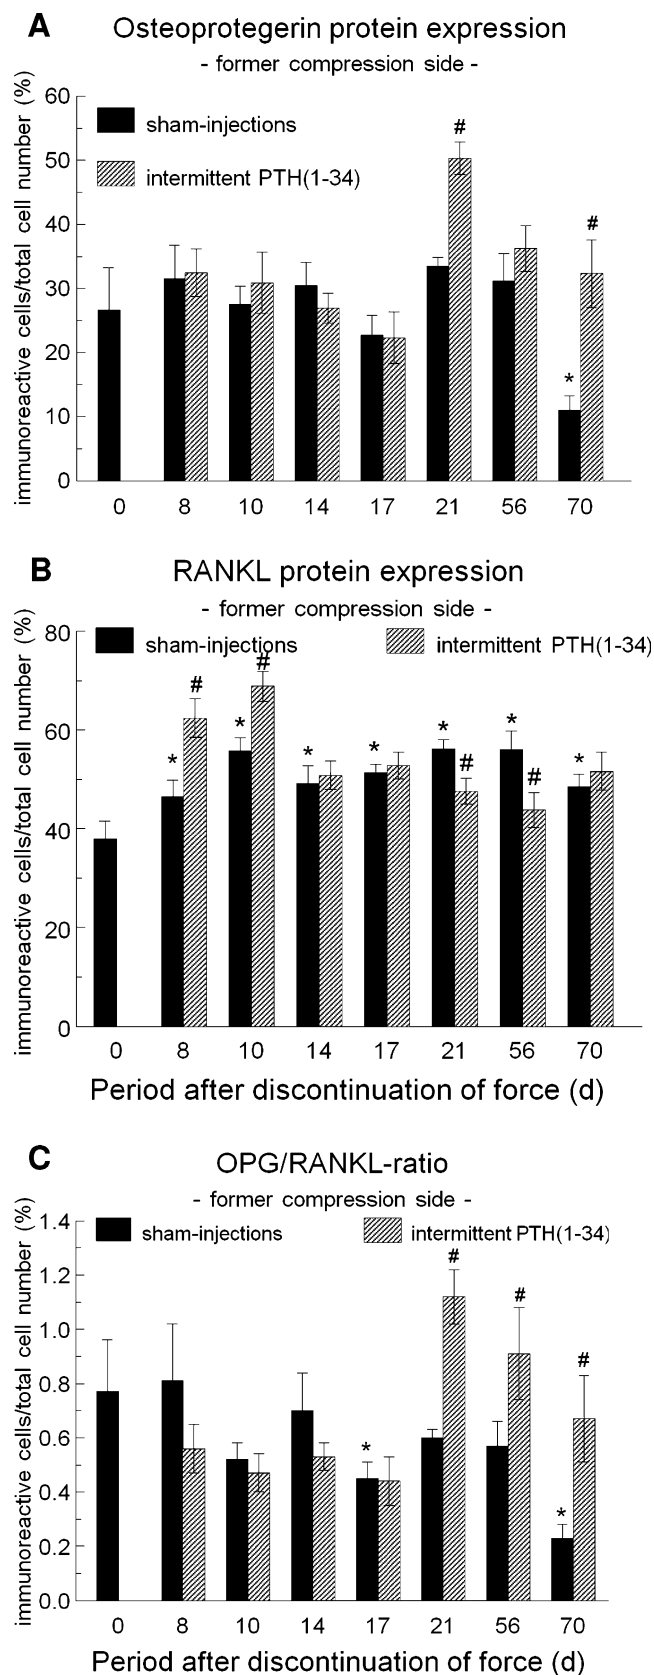 A
Osteoprotegerin protein expression
- former compression side -
immunoreactive cells/total cell number (%)
60
50
40
30
20
10
0
sham-injections
intermittent PTH(1-34)
#
#
*
0 8 10 14 17 21 56 70
B
RANKL protein expression
- former compression side -
immunoreactive cells/total cell number (%)
80
60
40
20
0
sham-injections intermittent PTH(1-34)
# #
* * * * * * *
# #
0 8 10 14 17 21 56 70
Period after discontinuation of force (d)
C
OPG/RANKL-ratio
- former compression side -
immunoreactive cells/total cell number (%)
1.4
1.2
1.0
0.8
0.6
0.4
0.2
0.0
sham-injections intermittent PTH(1-34)
# # #
* *
0 8 10 14 17 21 56 70
Period after discontinuation of force (d)